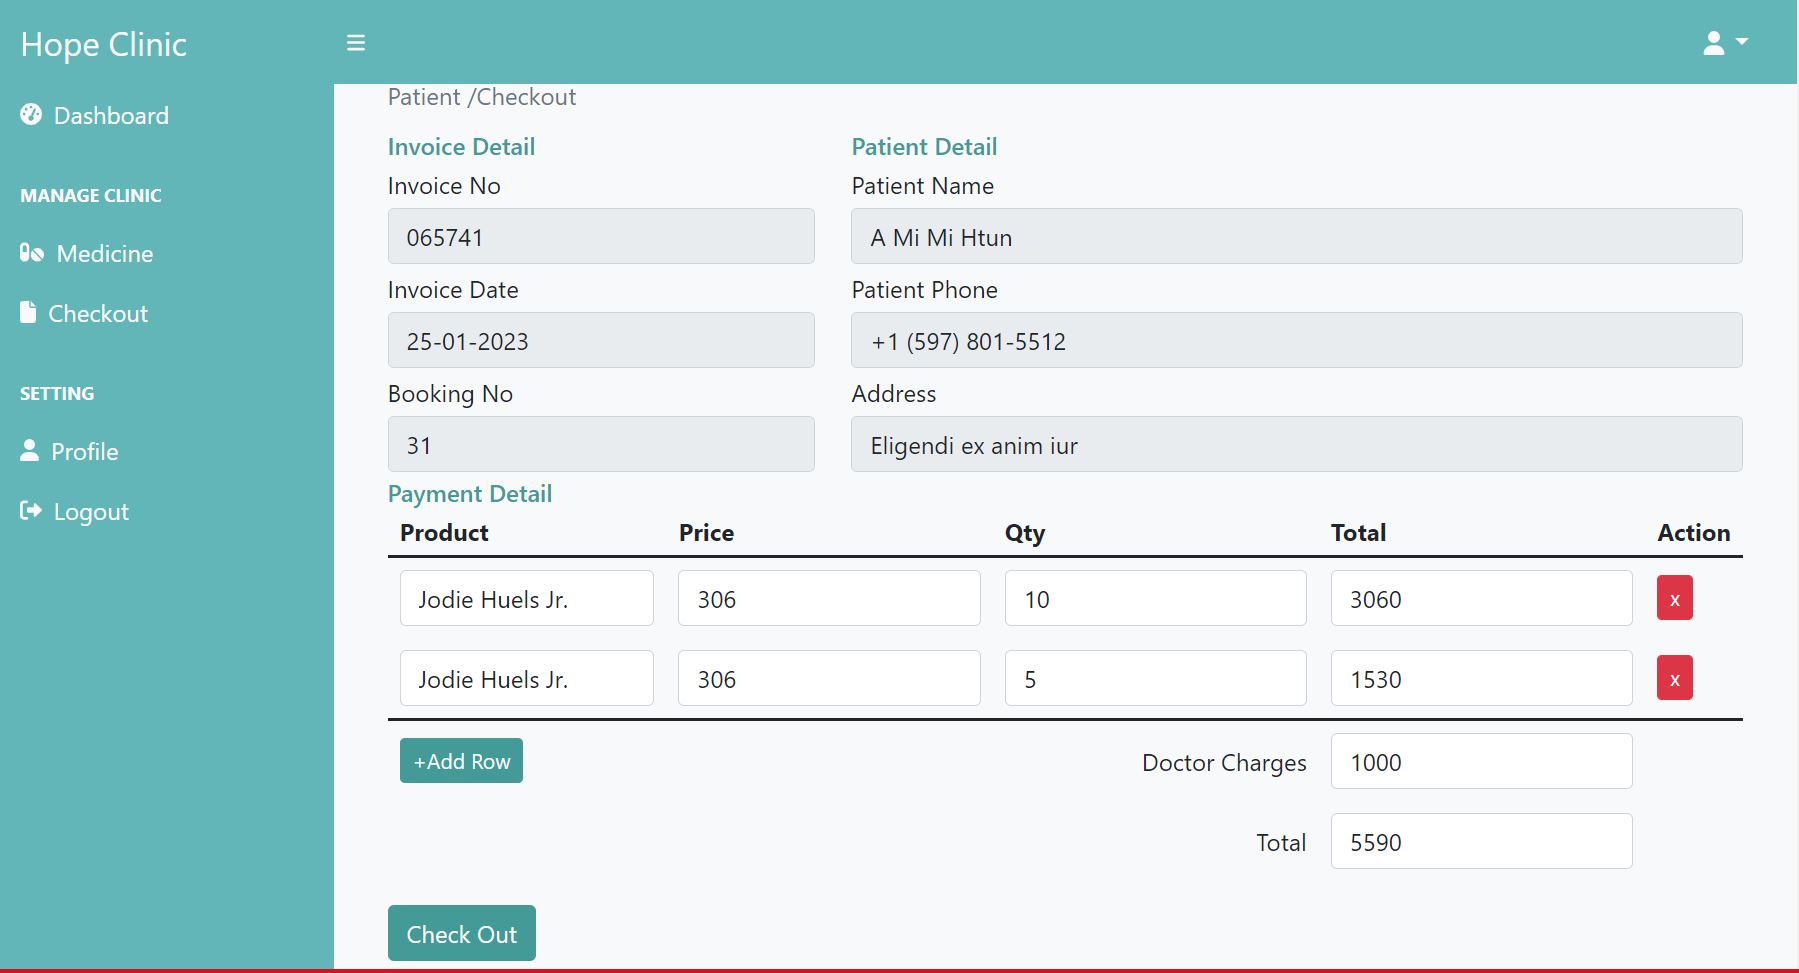 Hope Clinic
Dashboard
MANAGE CLINIC
Medicine
Checkout
SETTING
Profile
Logout
Patient /Checkout
Invoice Detail
Invoice No
065741
Invoice Date
25-01-2023
Booking No
31
Patient Detail
Patient Name
A Mi Mi Htun
Patient Phone
+1 (597) 801-5512
Address
Eligendi ex anim iur
Payment Detail
Product Price Qty Total Action
Jodie Huels Jr. 306 10 3060 x
Jodie Huels Jr. 306 5 1530 x
+Add Row Doctor Charges 1000
Total 5590
Check Out